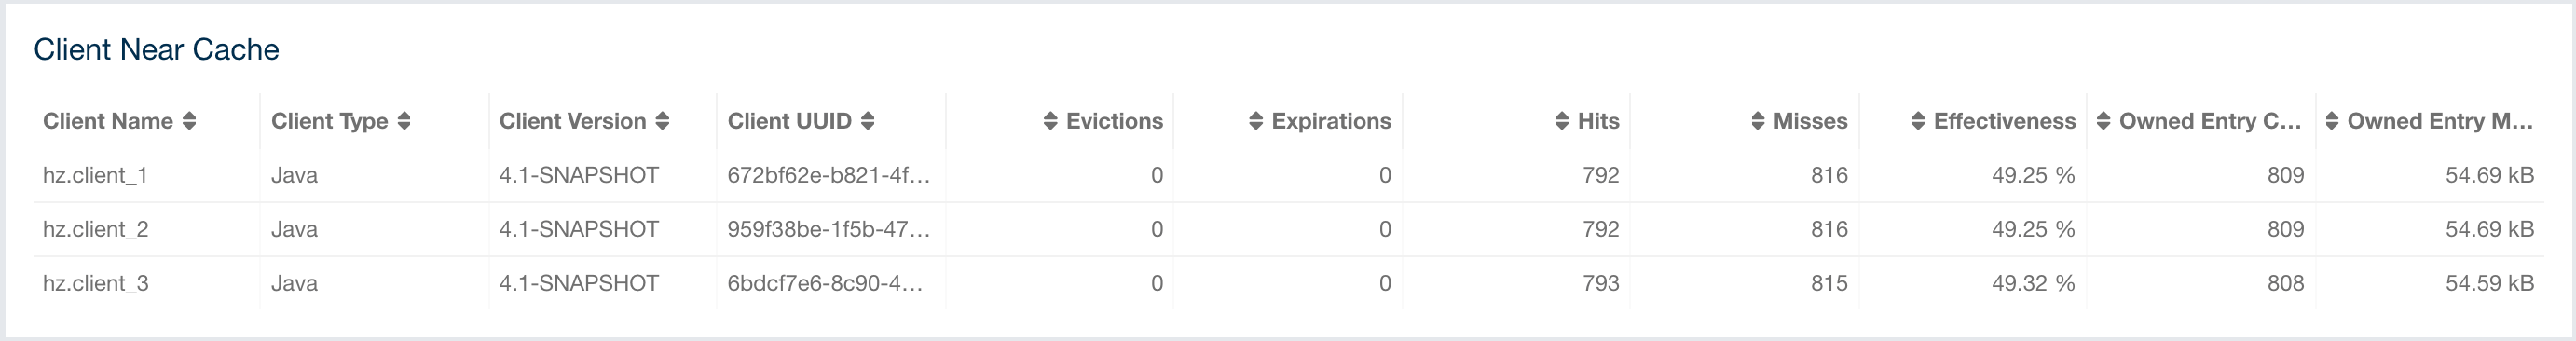 Client Near Cache
Client Name Client Type Client Version Client UUID Evictions Expirations Hits Misses Effectiveness Owned Entry C... Owned Entry M...
hz.client_1 Java 4.1-SNAPSHOT 672bf62e-b821-4f... 0 0 792 816 49.25 % 809 54.69 kB
hz.client_2 Java 4.1-SNAPSHOT 959f38be-1f5b-47... 0 0 792 816 49.25 % 809 54.69 kB
hz.client_3 Java 4.1-SNAPSHOT 6bdcf7e6-8c90-4... 0 0 793 815 49.32 % 808 54.59 kB